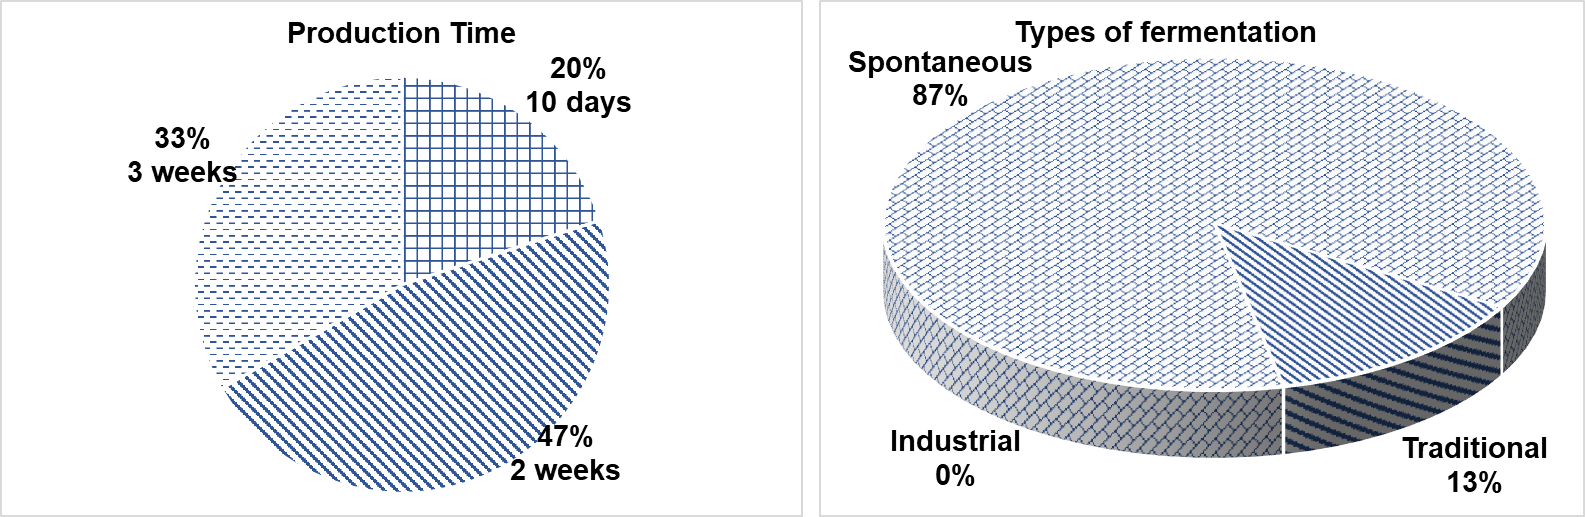 Production Time
20%
10 days
33%
3 weeks
47%
2 weeks
Types of fermentation
Spontaneous
87%
Industrial
0%
Traditional
13%